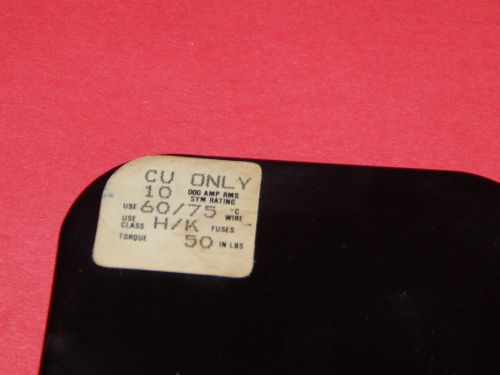 CU ONLY
10 000 AMP RMS SYM RATING
USE 60/75 °C WIRE
USE CLASS H/K FUSES
TORQUE 50 IN LBS